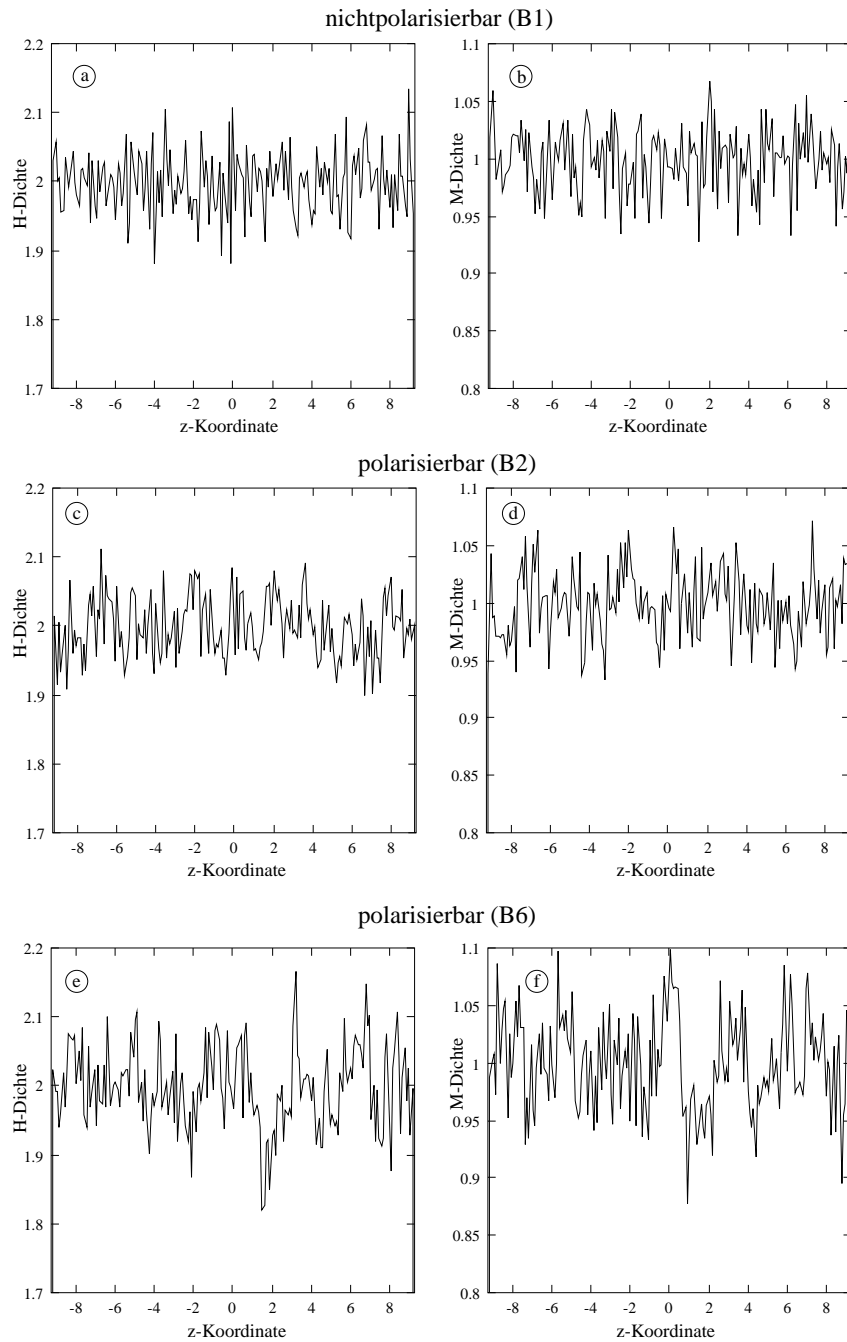 nichtpolarisierbar (B1)
a
H-Dichte
2.2
2.1
2
1.9
1.8
1.7
-8 -6 -4 -2 0 2 4 6 8
z-Koordinate
b
M-Dichte
1.1
1.05
1
0.95
0.9
0.85
0.8
-8 -6 -4 -2 0 2 4 6 8
z-Koordinate
polarisierbar (B2)
c
H-Dichte
2.2
2.1
2
1.9
1.8
1.7
-8 -6 -4 -2 0 2 4 6 8
z-Koordinate
d
M-Dichte
1.1
1.05
1
0.95
0.9
0.85
0.8
-8 -6 -4 -2 0 2 4 6 8
z-Koordinate
polarisierbar (B6)
e
H-Dichte
2.2
2.1
2
1.9
1.8
1.7
-8 -6 -4 -2 0 2 4 6 8
z-Koordinate
f
M-Dichte
1.1
1.05
1
0.95
0.9
0.85
0.8
-8 -6 -4 -2 0 2 4 6 8
z-Koordinate